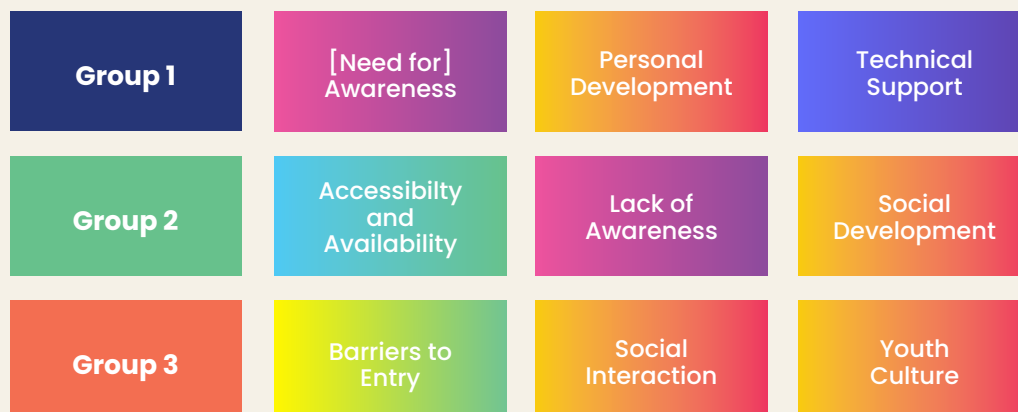 Group 1
[Need for]
Awareness
Personal
Development
Technical
Support
Group 2
Accessibilty
and
Availability
Lack of
Awareness
Social
Development
Group 3
Barriers to
Entry
Social
Interaction
Youth
Culture